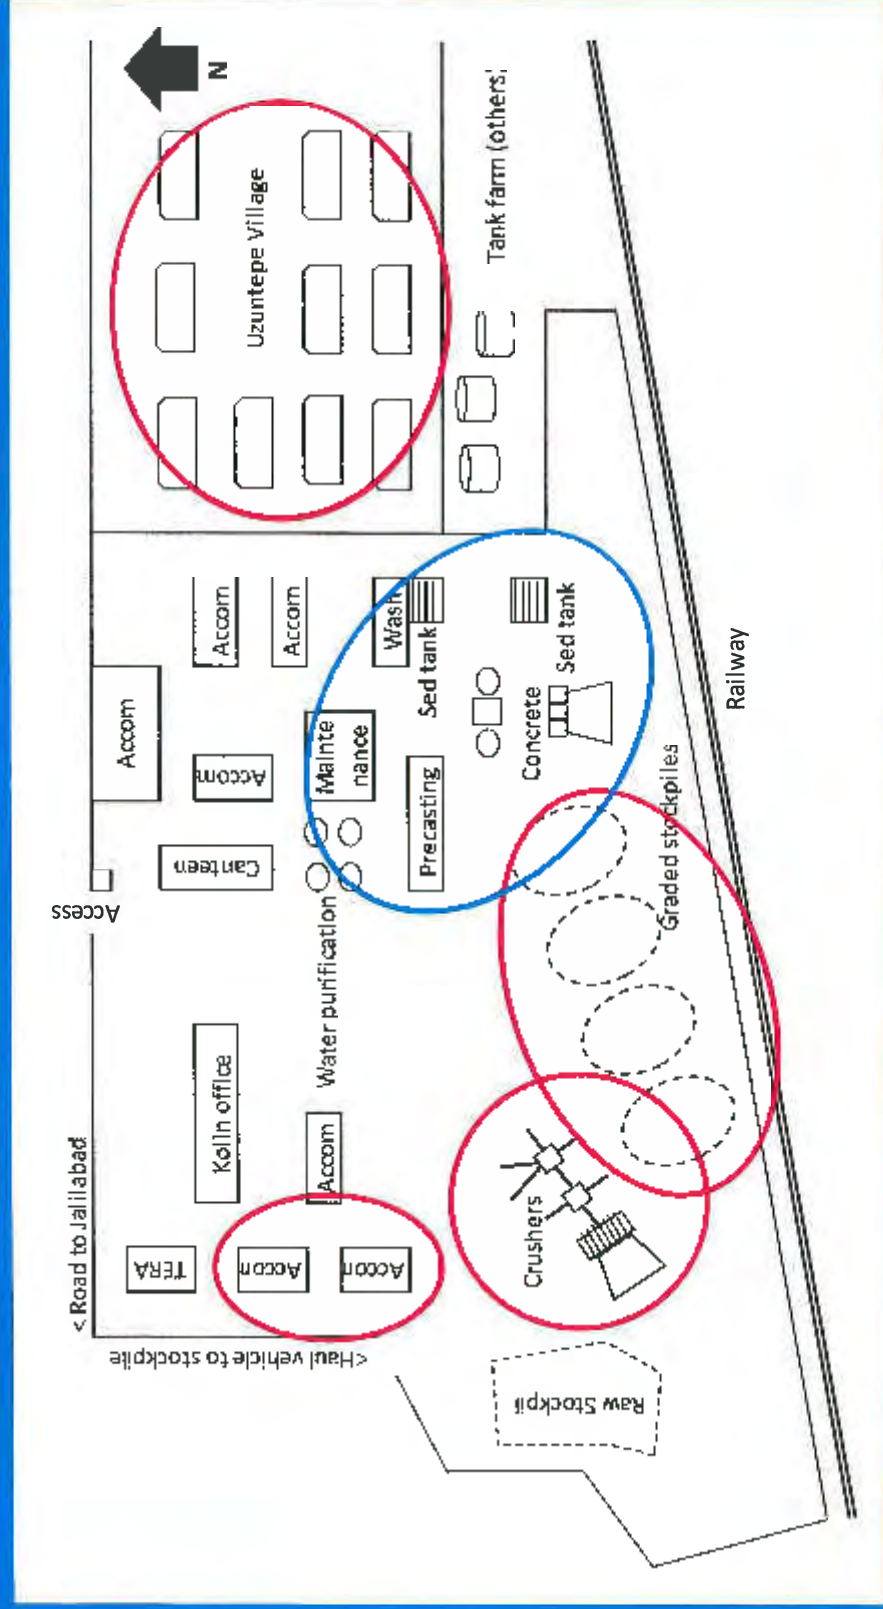 N
Uzuntepe Village
Tank farm (others)
< Road to Jalilabad
Access
Accom
Accom
Accom
Accom
Canteen
Kolin office
TERA
Accon
Accon
Accom
Water purification
Mainte
nance
Wash
Sed tank
Sed tank
Precasting
Concrete
Graded stockpiles
Railway
Crushers
<Haul vehicle to stockpile
Raw Stockpil